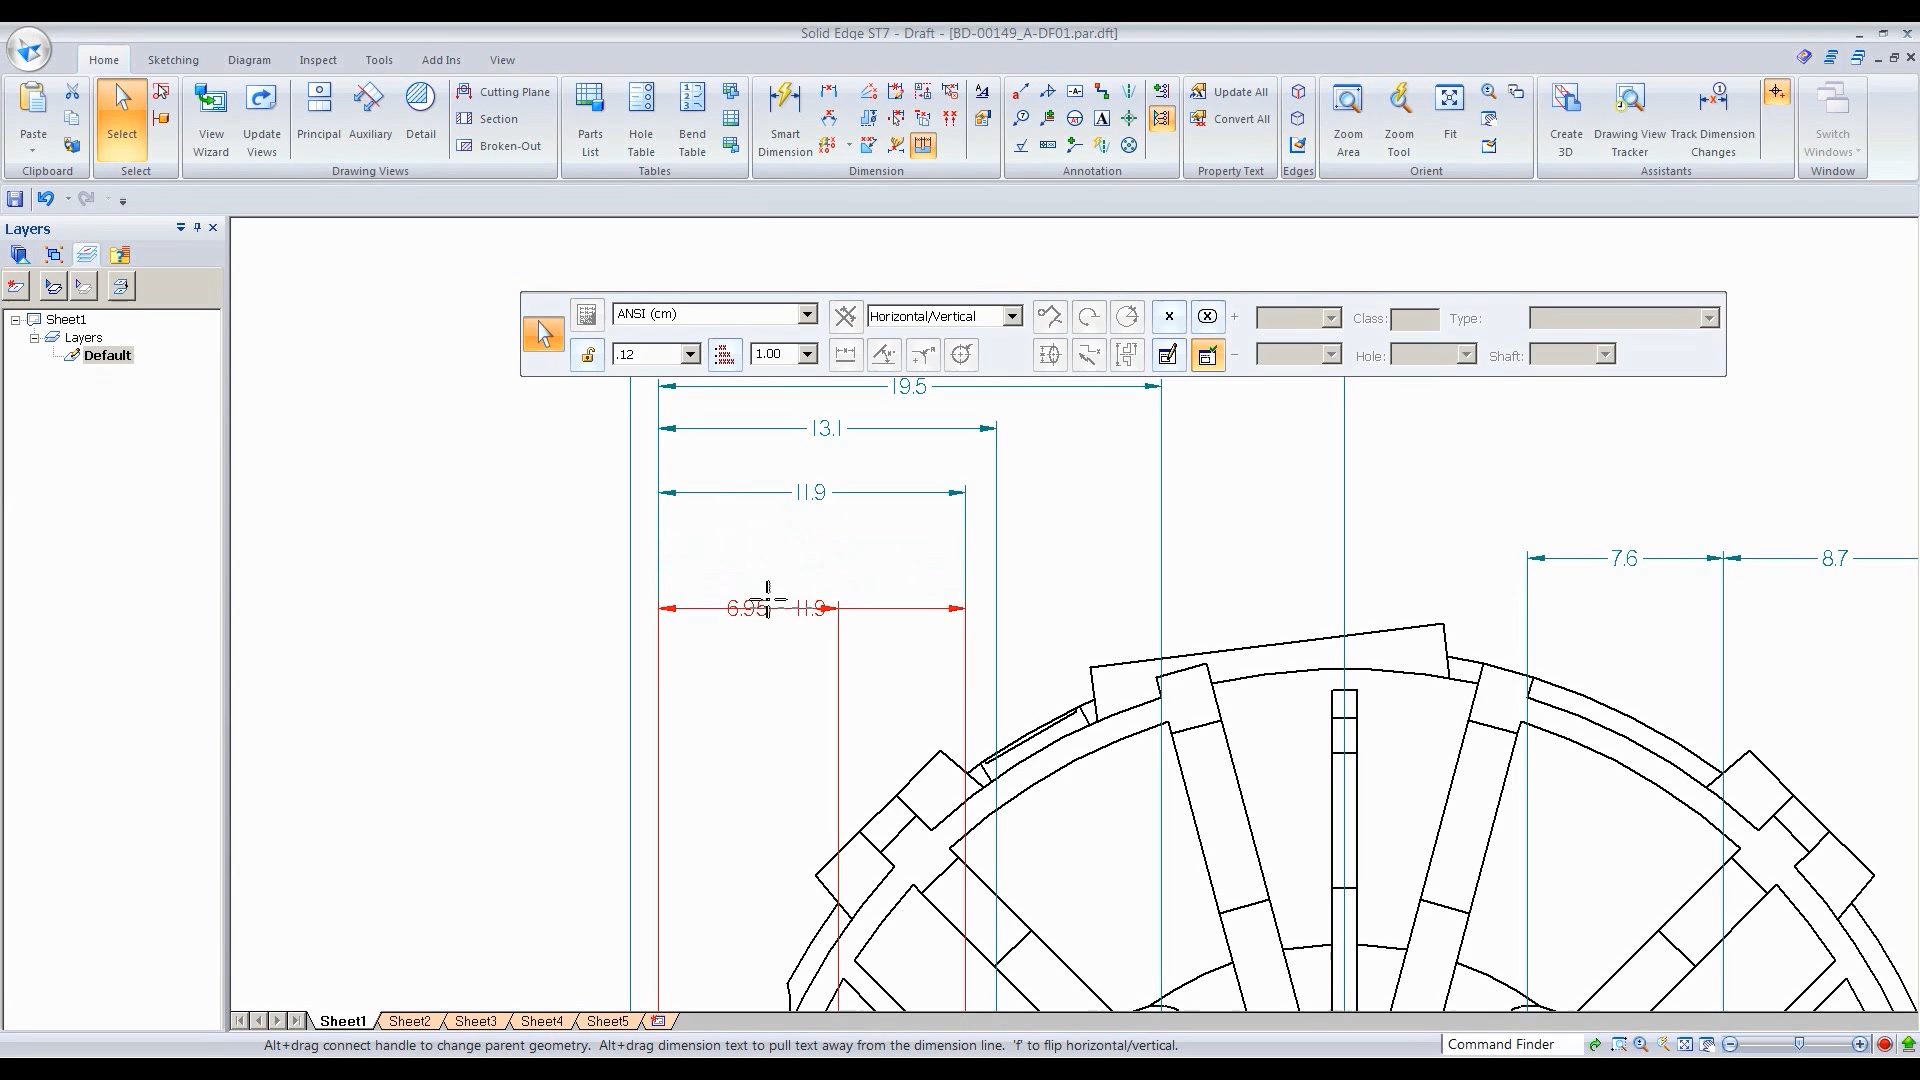 Solid Edge ST7 - Draft - [BD-00149_A-DF01.par.dft]
Home Sketching Diagram Inspect Tools Add Ins View
Paste
Select
View Wizard
Update Views
Principal Auxiliary Detail
Cutting Plane
Section
Broken-Out
Parts List
Hole Table
Bend Table
Smart Dimension
Update All
Convert All
Zoom Area
Zoom Tool
Fit
Create 3D
Drawing View Tracker
Track Dimension Changes
Switch Windows
Clipboard Select Drawing Views Tables Dimension Annotation Property Text Edges Orient Assistants Window
Layers
Sheet1
Layers
Default
ANSI (cm) Horizontal/Vertical Class: Type:
.12 1.00 Hole: Shaft:
19.5
13.1
11.9
7.6 8.7
6.95 11.9
Sheet1 Sheet2 Sheet3 Sheet4 Sheet5
Alt+drag connect handle to change parent geometry. Alt+drag dimension text to pull text away from the dimension line. 'f' to flip horizontal/vertical.
Command Finder